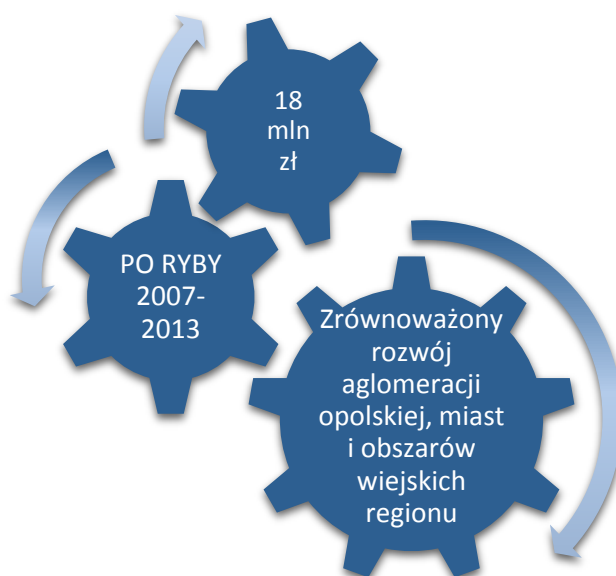 18
mln
zł
PO RYBY
2007-
2013
Zrównoważony
rozwój
aglomeracji
opolskiej, miast
i obszarów
wiejskich
regionu